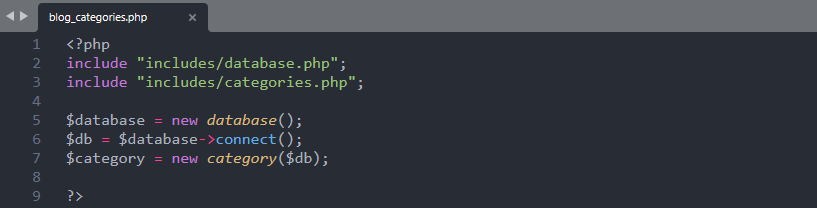 blog_categories.php ×
1 <?php
2 include "includes/database.php";
3 include "includes/categories.php";
4
5 $database = new database();
6 $db = $database->connect();
7 $category = new category($db);
8
9 ?>